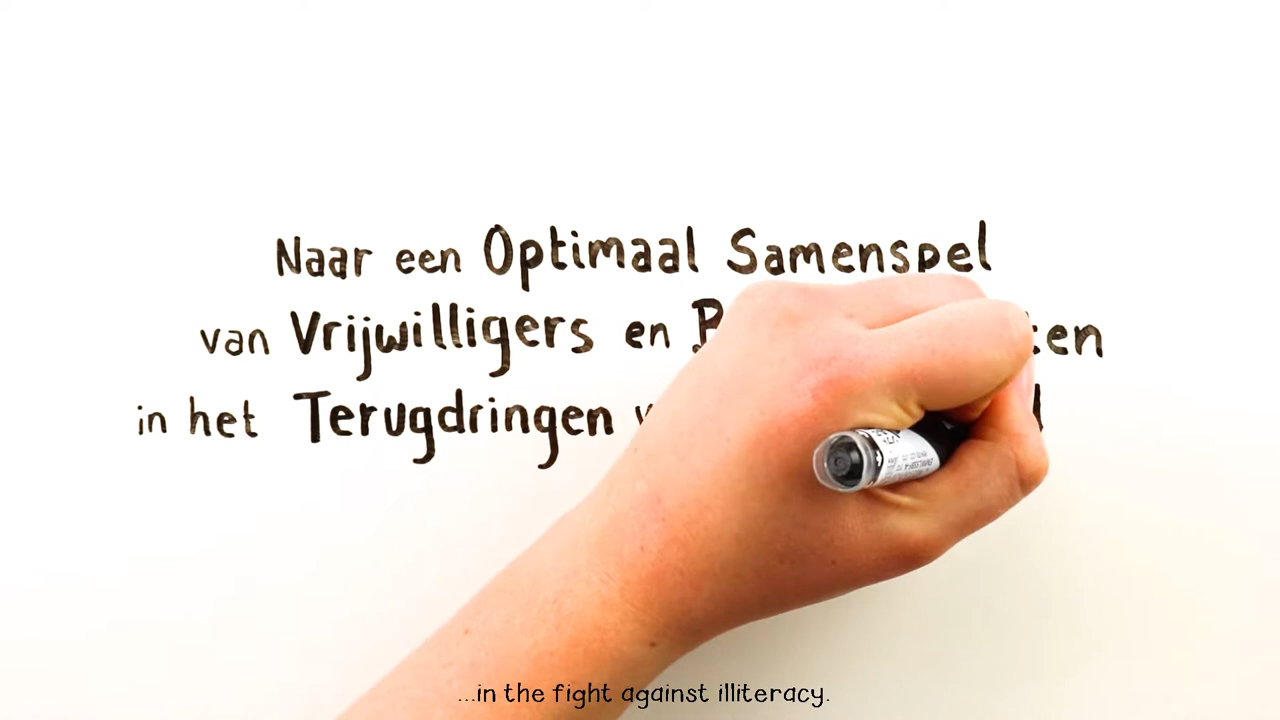 Naar een Optimaal Samenspel
van Vrijwilligers en
in het Terugdringen
...in the fight against illiteracy.